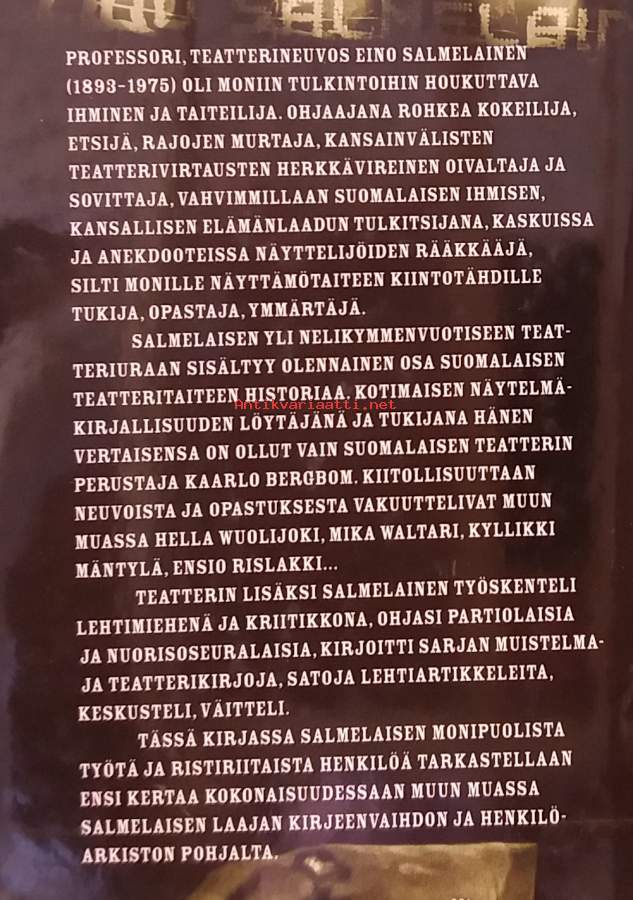 SALMELAIN
PROFESSORI, TEATTERINEUVOS EINO SALMELAINEN
(1893-1975) OLI MONIIN TULKINTOIHIN HOUKUTTAVA
IHMINEN JA TAITEILIJA. OHJAAJANA ROHKEA KOKEILIJA,
ETSIJÄ, RAJOJEN MURTAJA, KANSAINVÄLISTEN
TEATTERIVIRTAUSTEN HERKKÄVIREINEN OIVALTAJA JA
SOVITTAJA, VAHVIMMILLAAN SUOMALAISEN IHMISEN,
KANSALLISEN ELÄMÄNLAADUN TULKITSIJANA, KASKUISSA
JA ANEKDOOTEISSA NÄYTTELIJÖIDEN RÄÄKKÄÄJÄ,
SILTI MONILLE NÄYTTÄMÖTAITEEN KIINTOTÄHDILLE
TUKIJA, OPASTAJA, YMMÄRTÄJÄ.
SALMELAISEN YLI NELIKYMMENVUOTISEEN TEAT-
TERIURAAN SISÄLTYY OLENNAINEN OSA SUOMALAISEN
TEATTERITAITEEN HISTORIAA. KOTIMAISEN NÄYTELMÄ-
Antikvariaatti.net
KIRJALLISUUDEN LÖYTÄJÄNÄ JA TUKIJANA HÄNEN
VERTAISENSA ON OLLUT VAIN SUOMALAISEN TEATTERIN
PERUSTAJA KAARLO BERGBOM. KIITOLLISUUTTAAN
NEUVOISTA JA OPASTUKSESTA VAKUUTTELIVAT MUUN
MUASSA HELLA WUOLIJOKI, MIKA WALTARI, KYLLIKKI
MÄNTYLÄ, ENSIO RISLAKKI...
TEATTERIN LISÄKSI SALMELAINEN TYÖSKENTELI
LEHTIMIEHENÄ JA KRIITIKKONA, OHJASI PARTIOLAISIA
JA NUORISOSEURALAISIA, KIRJOITTI SARJAN MUISTELMA-
JA TEATTERIKIRJOJA, SATOJA LEHTIARTIKKELEITA,
KESKUSTELI, VÄITTELI.
TÄSSÄ KIRJASSA SALMELAISEN MONIPUOLISTA
TYÖTÄ JA RISTIRIITAISTA HENKILÖÄ TARKASTELLAAN
ENSI KERTAA KOKONAISUUDESSAAN MUUN MUASSA
SALMELAISEN LAAJAN KIRJEENVAIHDON JA HENKILÖ-
ARKISTON POHJALTA.